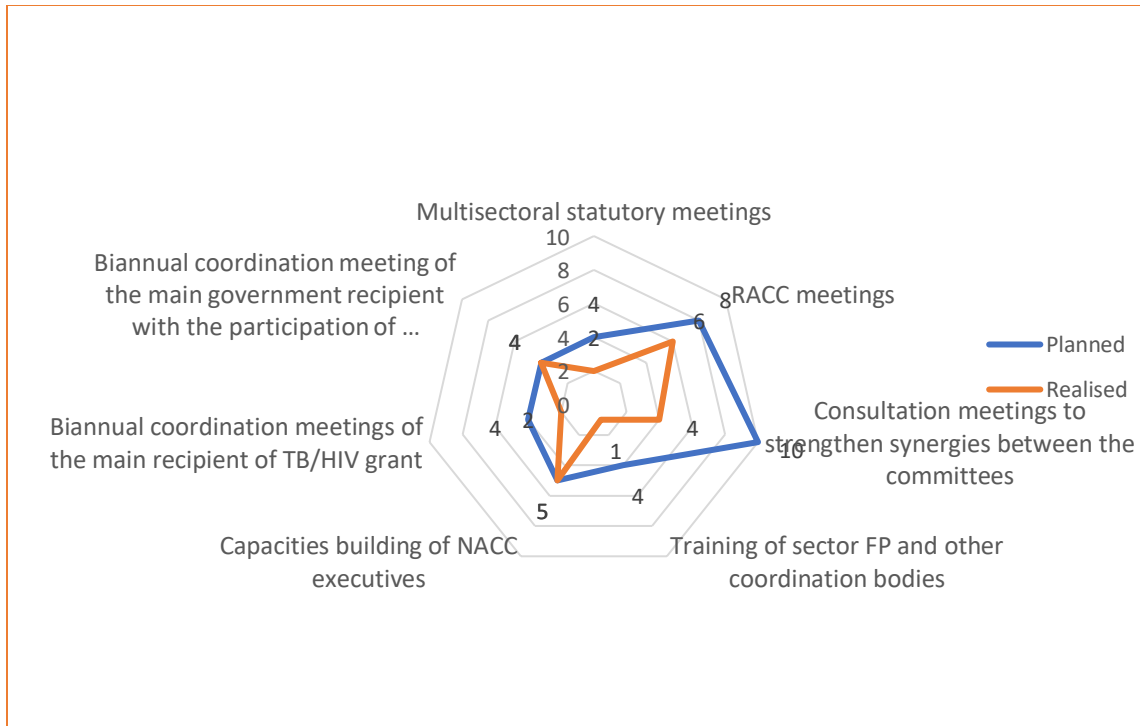 Multisectoral statutory meetings
10
8
6
4
2
0
4
2
Biannual coordination meeting of
the main government recipient
with the participation of ...
4
8
RACC meetings
6
Planned
Realised
Biannual coordination meetings of
the main recipient of TB/HIV grant
4
2
4
10
Consultation meetings to
strengthen synergies between the
committees
1
4
5
Capacities building of NACC
executives
Training of sector FP and other
coordination bodies